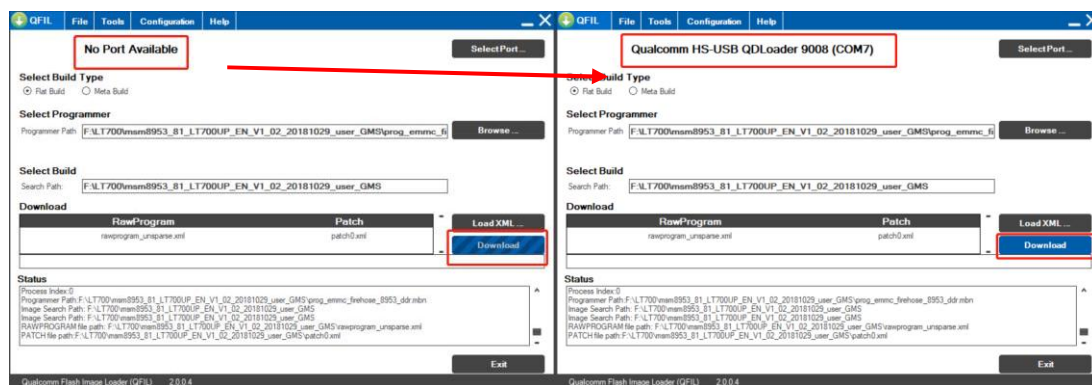 QFIL File Tools Configuration Help
No Port Available
Select Port...
Select Build Type
Flat Build Meta Build
Select Programmer
Programmer Path F:\LT700\msm8953_81_LT700UP_EN_V1_02_20181029_user_GMS\prog_emmc_fi
Browse ...
Select Build
Search Path: F:\LT700\msm8953_81_LT700UP_EN_V1_02_20181029_user_GMS
Download
RawProgram Patch
Load XML ...
rawprogram_unsparse.xml patch0.xml
Download
Status
Process Index:0
Programmer Path:F:\LT700\msm8953_81_LT700UP_EN_V1_02_20181029_user_GMS\prog_emmc_firehose_8953_ddr.mbn
Image Search Path: F:\LT700\msm8953_81_LT700UP_EN_V1_02_20181029_user_GMS
Image Search Path: F:\LT700\msm8953_81_LT700UP_EN_V1_02_20181029_user_GMS
RAWPROGRAM file path: F:\LT700\msm8953_81_LT700UP_EN_V1_02_20181029_user_GMS\rawprogram_unsparse.xml
PATCH file path:F:\LT700\msm8953_81_LT700UP_EN_V1_02_20181029_user_GMS\patch0.xml
Exit
Qualcomm Flash Image Loader (QFIL) 2.0.0.4
QFIL File Tools Configuration Help
Qualcomm HS-USB QDLoader 9008 (COM7)
Select Port...
Select Build Type
Flat Build Meta Build
Select Programmer
Programmer Path F:\LT700\msm8953_81_LT700UP_EN_V1_02_20181029_user_GMS\prog_emmc_fi
Browse ...
Select Build
Search Path: F:\LT700\msm8953_81_LT700UP_EN_V1_02_20181029_user_GMS
Download
RawProgram Patch
Load XML ...
rawprogram_unsparse.xml patch0.xml
Download
Status
Process Index:0
Programmer Path:F:\LT700\msm8953_81_LT700UP_EN_V1_02_20181029_user_GMS\prog_emmc_firehose_8953_ddr.mbn
Image Search Path: F:\LT700\msm8953_81_LT700UP_EN_V1_02_20181029_user_GMS
Image Search Path: F:\LT700\msm8953_81_LT700UP_EN_V1_02_20181029_user_GMS
RAWPROGRAM file path: F:\LT700\msm8953_81_LT700UP_EN_V1_02_20181029_user_GMS\rawprogram_unsparse.xml
PATCH file path:F:\LT700\msm8953_81_LT700UP_EN_V1_02_20181029_user_GMS\patch0.xml
Exit
Qualcomm Flash Image Loader (QFIL) 2.0.0.4